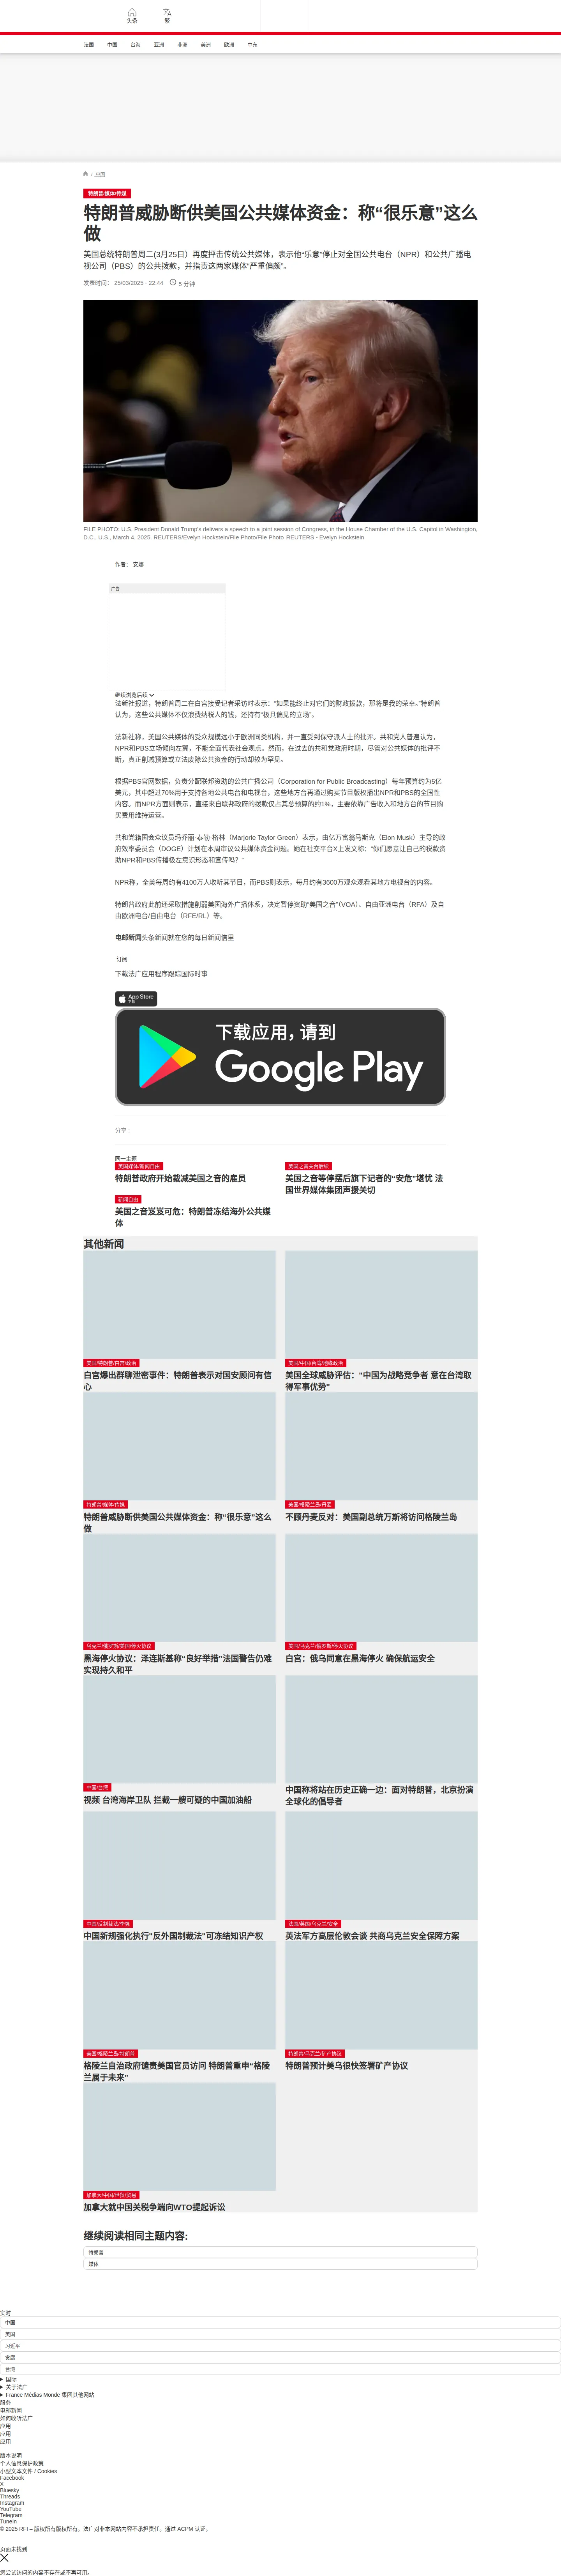 头条
繁
法国 中国 台海 亚洲 非洲 美洲 欧洲 中东
/ 中国
特朗普/媒体/传媒
特朗普威胁断供美国公共媒体资金：称“很乐意”这么
做
美国总统特朗普周二(3月25日）再度抨击传统公共媒体，表示他“乐意”停止对全国公共电台（NPR）和公共广播电
视公司（PBS）的公共拨款，并指责这两家媒体“严重偏颇”。
发表时间： 25/03/2025 - 22:44 5 分钟
FILE PHOTO: U.S. President Donald Trump's delivers a speech to a joint session of Congress, in the House Chamber of the U.S. Capitol in Washington,
D.C., U.S., March 4, 2025. REUTERS/Evelyn Hockstein/File Photo/File Photo REUTERS - Evelyn Hockstein
作者： 安娜
广告
继续浏览后续
法新社报道，特朗普周二在白宫接受记者采访时表示：“如果能终止对它们的财政拨款，那将是我的荣幸。”特朗普
认为，这些公共媒体不仅浪费纳税人的钱，还持有“极具偏见的立场”。
法新社称，美国公共媒体的受众规模远小于欧洲同类机构，并一直受到保守派人士的批评。共和党人普遍认为，
NPR和PBS立场倾向左翼，不能全面代表社会观点。然而，在过去的共和党政府时期，尽管对公共媒体的批评不
断，真正削减预算或立法废除公共资金的行动却较为罕见。
根据PBS官网数据，负责分配联邦资助的公共广播公司（Corporation for Public Broadcasting）每年预算约为5亿
美元，其中超过70%用于支持各地公共电台和电视台，这些地方台再通过购买节目版权播出NPR和PBS的全国性
内容。而NPR方面则表示，直接来自联邦政府的拨款仅占其总预算的约1%，主要依靠广告收入和地方台的节目购
买费用维持运营。
共和党籍国会众议员玛乔丽·泰勒·格林（Marjorie Taylor Green）表示，由亿万富翁马斯克（Elon Musk）主导的政
府效率委员会（DOGE）计划在本周审议公共媒体资金问题。她在社交平台X上发文称：“你们愿意让自己的税款资
助NPR和PBS传播极左意识形态和宣传吗？”
NPR称，全美每周约有4100万人收听其节目，而PBS则表示，每月约有3600万观众观看其地方电视台的内容。
特朗普政府此前还采取措施削弱美国海外广播体系，决定暂停资助“美国之音”（VOA）、自由亚洲电台（RFA）及自
由欧洲电台/自由电台（RFE/RL）等。
电邮新闻头条新闻就在您的每日新闻信里
订阅
下载法广应用程序跟踪国际时事
App Store
下载
下载应用，请到
Google Play
分享 :
同一主题
美国媒体/新闻自由
特朗普政府开始裁减美国之音的雇员
美国之音关台后续
美国之音等停摆后旗下记者的“安危”堪忧 法
国世界媒体集团声援关切
新闻自由
美国之音岌岌可危：特朗普冻结海外公共媒
体
其他新闻
美国/特朗普/白宫/政治
白宫爆出群聊泄密事件：特朗普表示对国安顾问有信
心
美国/中国/台湾/地缘政治
美国全球威胁评估："中国为战略竞争者 意在台湾取
得军事优势"
特朗普/媒体/传媒
特朗普威胁断供美国公共媒体资金：称“很乐意”这么
做
美国/格陵兰岛/丹麦
不顾丹麦反对：美国副总统万斯将访问格陵兰岛
乌克兰/俄罗斯/美国/停火协议
黑海停火协议：泽连斯基称“良好举措”法国警告仍难
实现持久和平
美国/乌克兰/俄罗斯/停火协议
白宫：俄乌同意在黑海停火 确保航运安全
中国/台湾
视频 台湾海岸卫队 拦截一艘可疑的中国加油船
中国称将站在历史正确一边：面对特朗普，北京扮演
全球化的倡导者
中国/反制裁法/李强
中国新规强化执行"反外国制裁法"可冻结知识产权
法国/英国/乌克兰/安全
英法军方高层伦敦会谈 共商乌克兰安全保障方案
美国/格陵兰岛/特朗普
格陵兰自治政府谴责美国官员访问 特朗普重申“格陵
兰属于未来”
特朗普/乌克兰/矿产协议
特朗普预计美乌很快签署矿产协议
加拿大/中国/世贸/贸易
加拿大就中国关税争端向WTO提起诉讼
继续阅读相同主题内容:
特朗普
媒体
实时
中国
美国
习近平
贪腐
台湾
国际
关于法广
France Médias Monde 集团其他网站
服务
电邮新闻
如何收听法广
应用
应用
应用
版本说明
个人信息保护政策
小型文本文件 / Cookies
Facebook
X
Bluesky
Threads
Instagram
YouTube
Telegram
TuneIn
© 2025 RFI – 版权所有版权所有。法广对非本网站内容不承担责任。通过 ACPM 认证。
页面未找到
您尝试访问的内容不存在或不再可用。